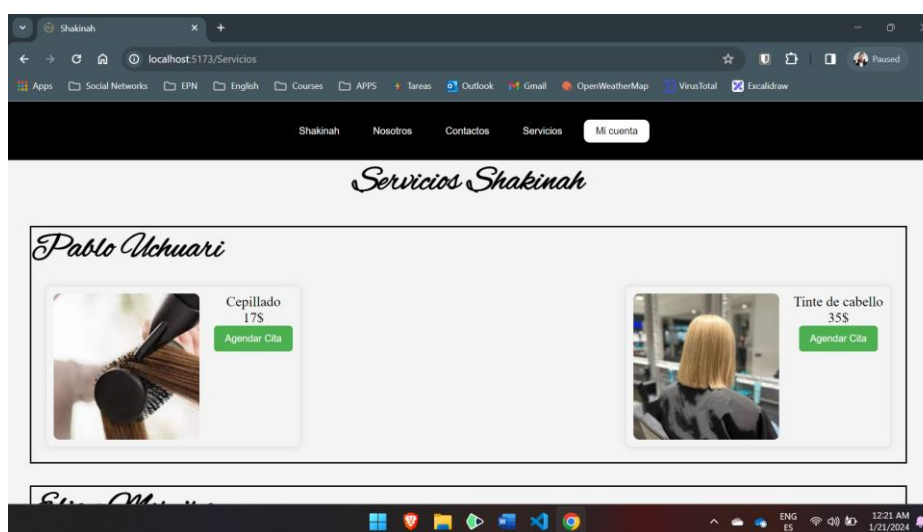 Shakinah
localhost:5173/Servicios
Paused
Apps Social Networks EPN English Courses APPS Tareas Outlook Gmail OpenWeatherMap VirusTotal Excalidraw
Shakinah Nosotros Contactos Servicios Mi cuenta
Servicios Shakinah
Pablo Uchuari
Cepillado
17$
Agendar Cita
Tinte de cabello
35$
Agendar Cita
ENG
ES
12:21 AM
1/21/2024